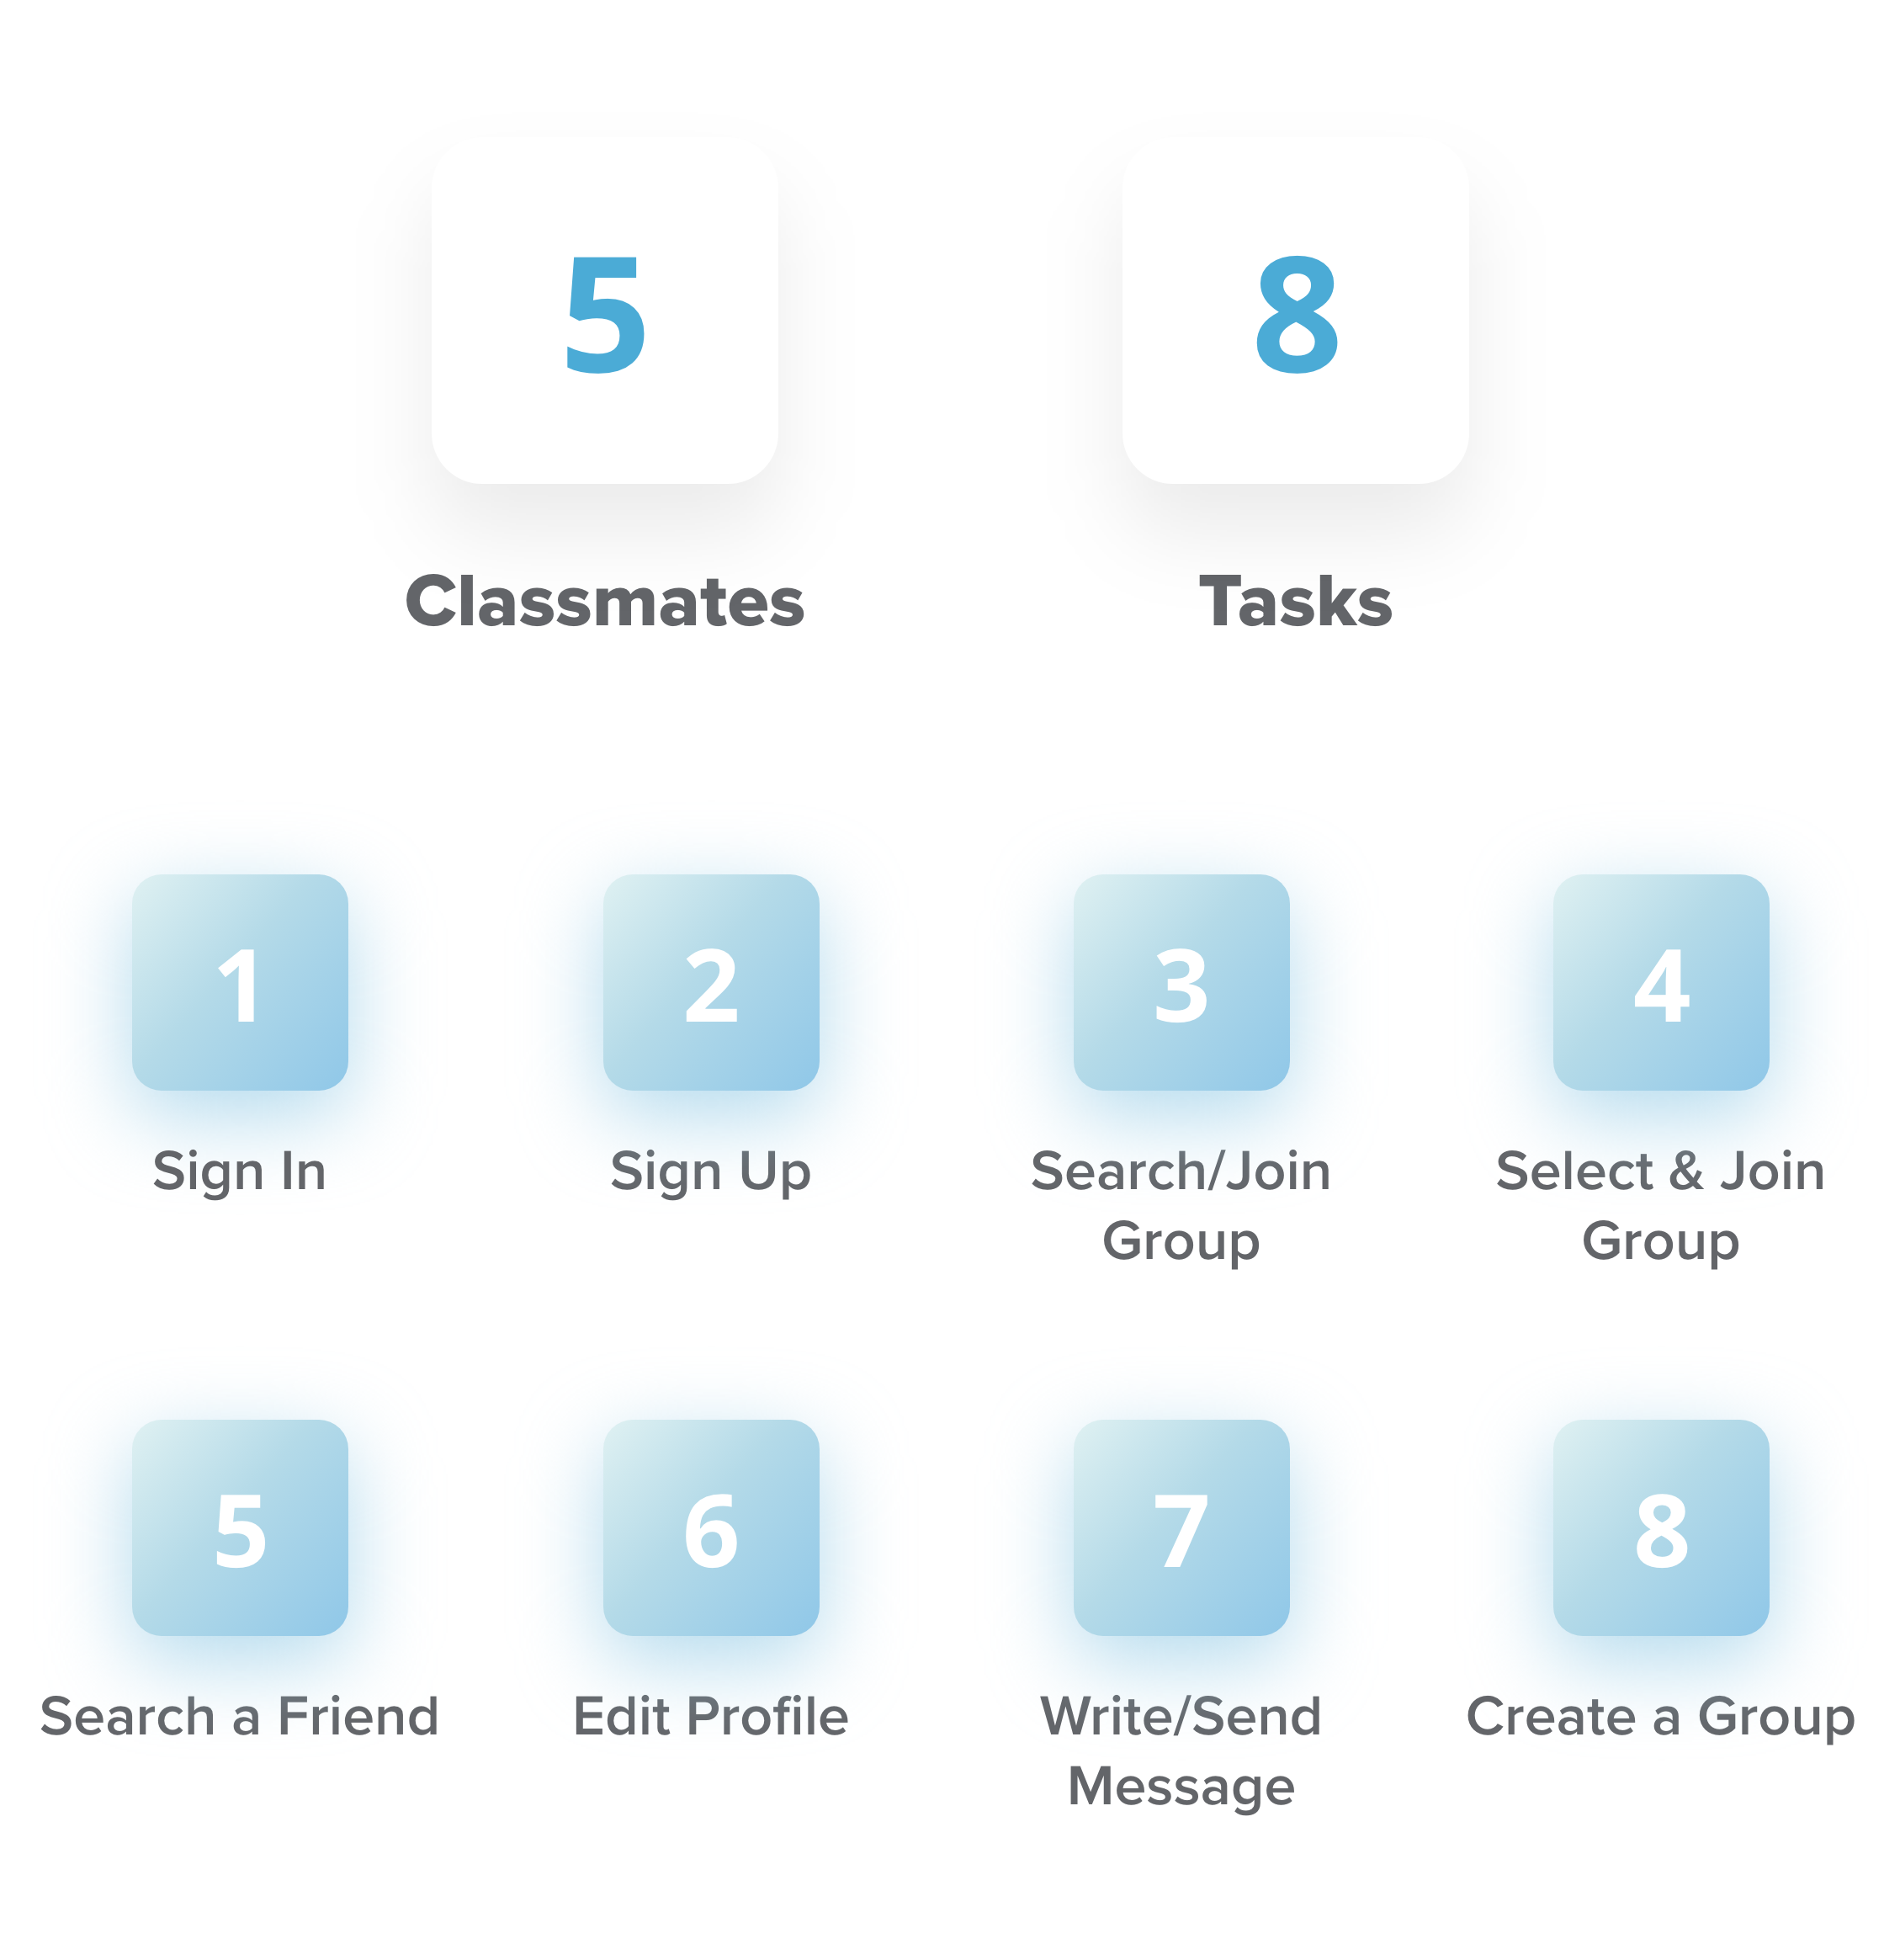 5
8
Classmates
Tasks
1
2
3
4
Sign In
Sign Up
Search/Join
Group
Select & Join
Group
5
6
7
8
Search a Friend
Edit Profile
Write/Send
Message
Create a Group